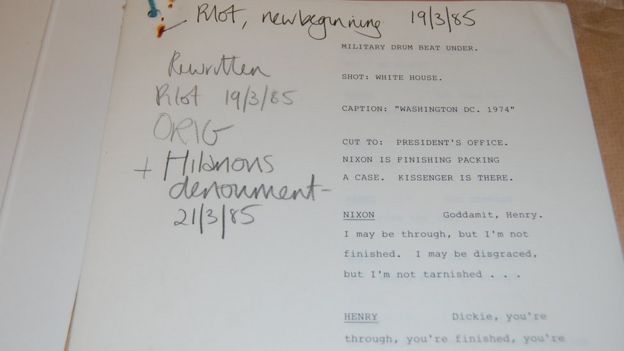 Pilot, new beginning 19/3/85
Rewritten
Pilot 19/3/85
ORIG
+ Hilarious
denoument -
21/3/85
MILITARY DRUM BEAT UNDER.
SHOT: WHITE HOUSE.
CAPTION: "WASHINGTON DC. 1974"
CUT TO: PRESIDENT'S OFFICE.
NIXON IS FINISHING PACKING
A CASE. KISSENGER IS THERE.
NIXON Goddamit, Henry.
I may be through, but I'm not
finished. I may be disgraced,
but I'm not tarnished . . .
HENRY Dickie, you're
through, you're finished, you're